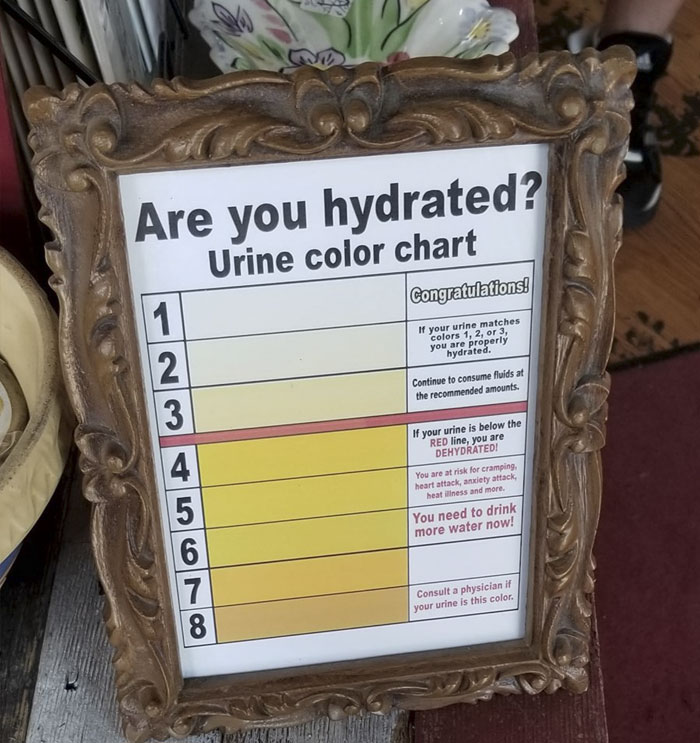 Are you hydrated?
Urine color chart
1
Congratulations!
2
If your urine matches
colors 1, 2, or 3,
you are properly
hydrated.
3
Continue to consume fluids at
the recommended amounts.
4
If your urine is below the
RED line, you are
DEHYDRATED!
5
You are at risk for cramping,
heart attack, anxiety attack,
heat illness and more.
6
You need to drink
more water now!
7
8
Consult a physician if
your urine is this color.